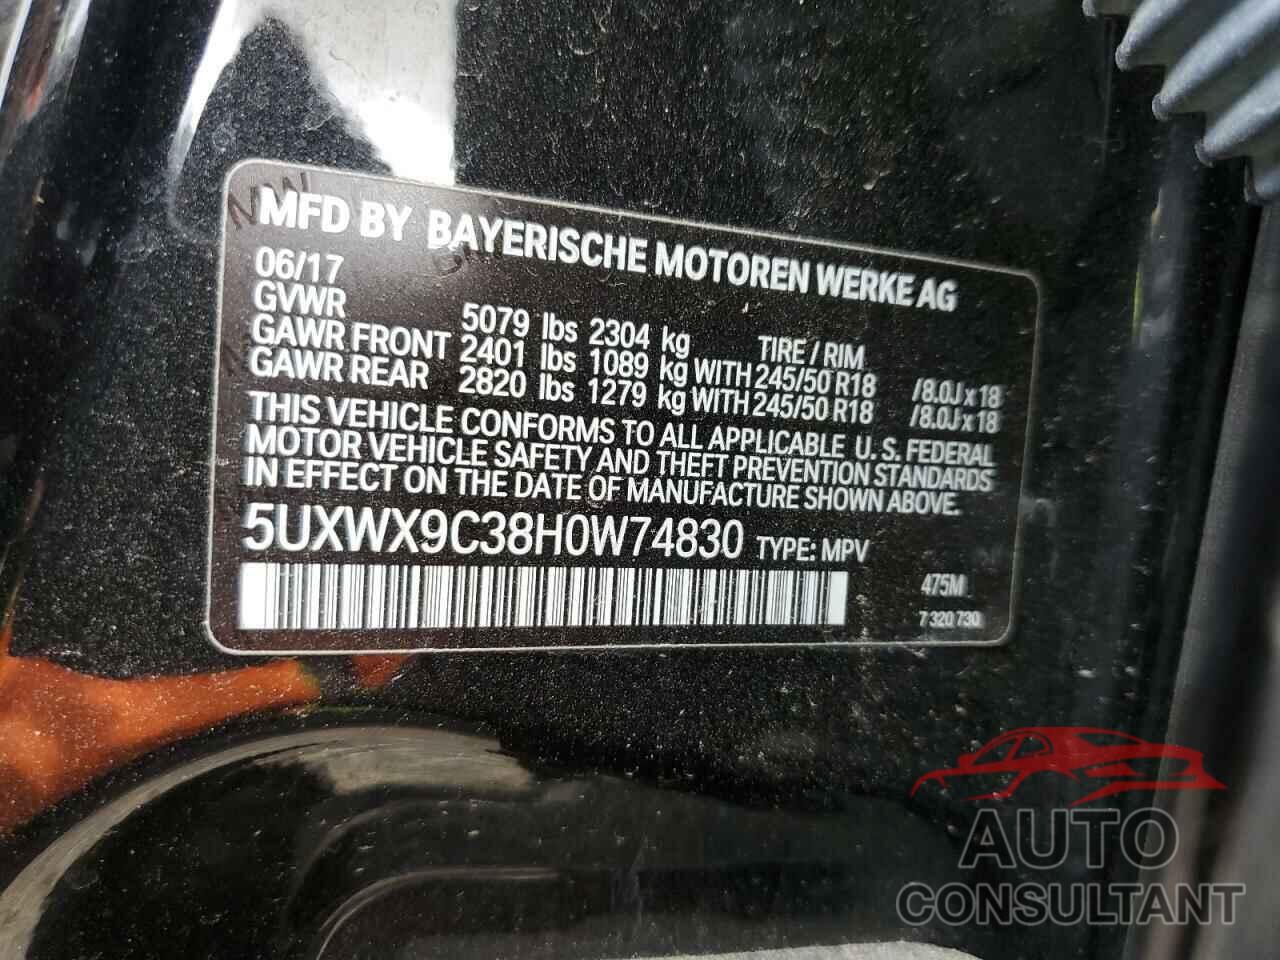 MFD BY BAYERISCHE MOTOREN WERKE AG
06/17
GVWR 5079 lbs 2304 kg TIRE / RIM
GAWR FRONT 2401 lbs 1089 kg WITH 245/50 R18 /8.0J x 18
GAWR REAR 2820 lbs 1279 kg WITH 245/50 R18 /8.0J x 18
THIS VEHICLE CONFORMS TO ALL APPLICABLE U. S. FEDERAL
MOTOR VEHICLE SAFETY AND THEFT PREVENTION STANDARDS
IN EFFECT ON THE DATE OF MANUFACTURE SHOWN ABOVE.
5UXWX9C38H0W74830 TYPE: MPV
475M
7 320 730
AUTO
CONSULTANT